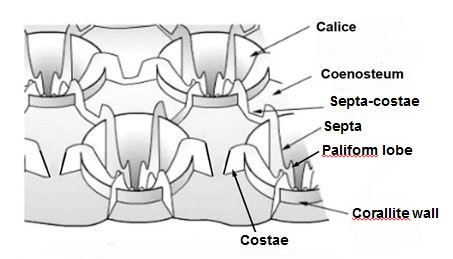 Calice
Coenosteum
Septa-costae
Septa
Paliform lobe
Corallite wall
Costae